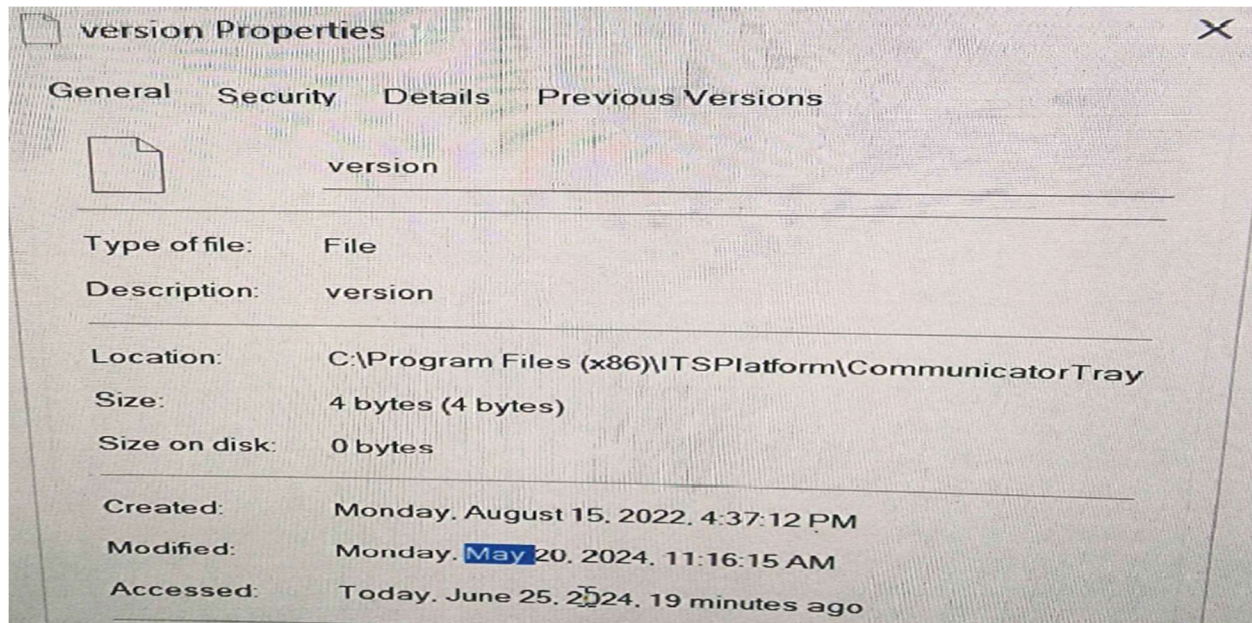 version Properties
General Security Details Previous Versions
version
Type of file: File
Description: version
Location: C:\Program Files (x86)\ITSPlatform\CommunicatorTray
Size: 4 bytes (4 bytes)
Size on disk: 0 bytes
Created: Monday, August 15, 2022, 4:37:12 PM
Modified: Monday, May 20, 2024, 11:16:15 AM
Accessed: Today, June 25, 2024, 19 minutes ago